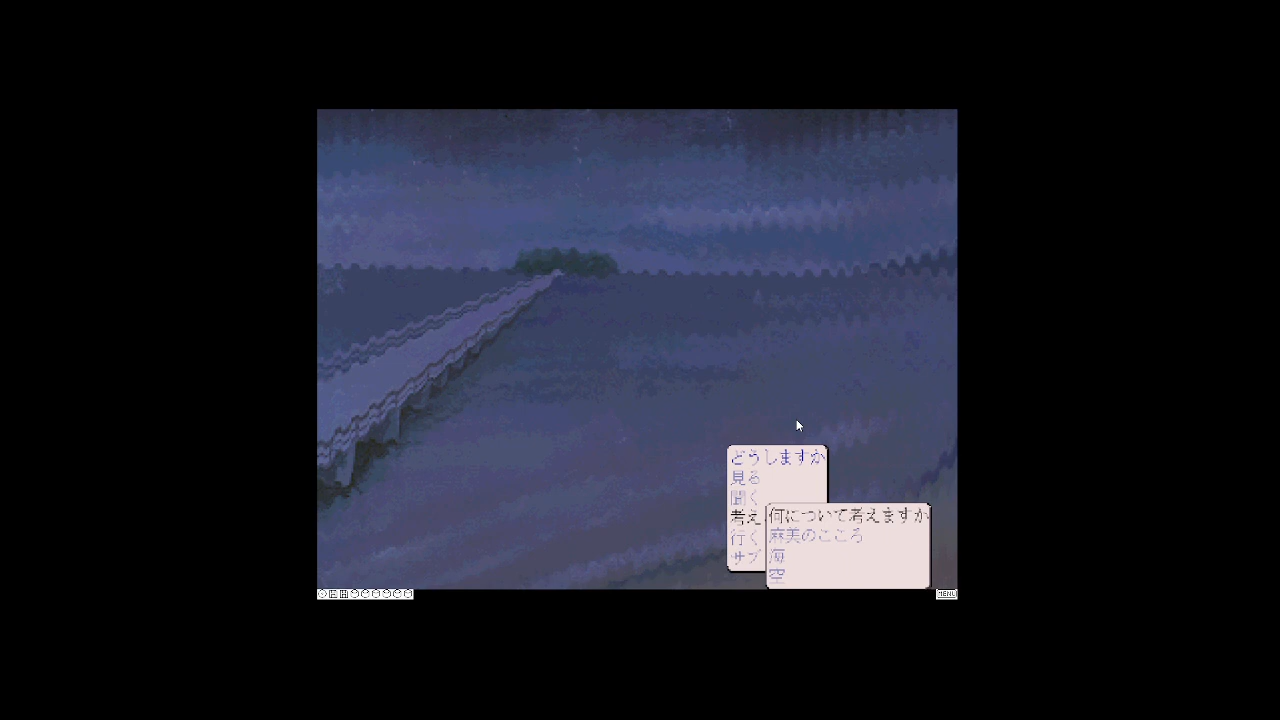 どうしますか
見る
聞く
考え
行く
サブ
何について考えますか
麻美のこころ
海
空
MENU